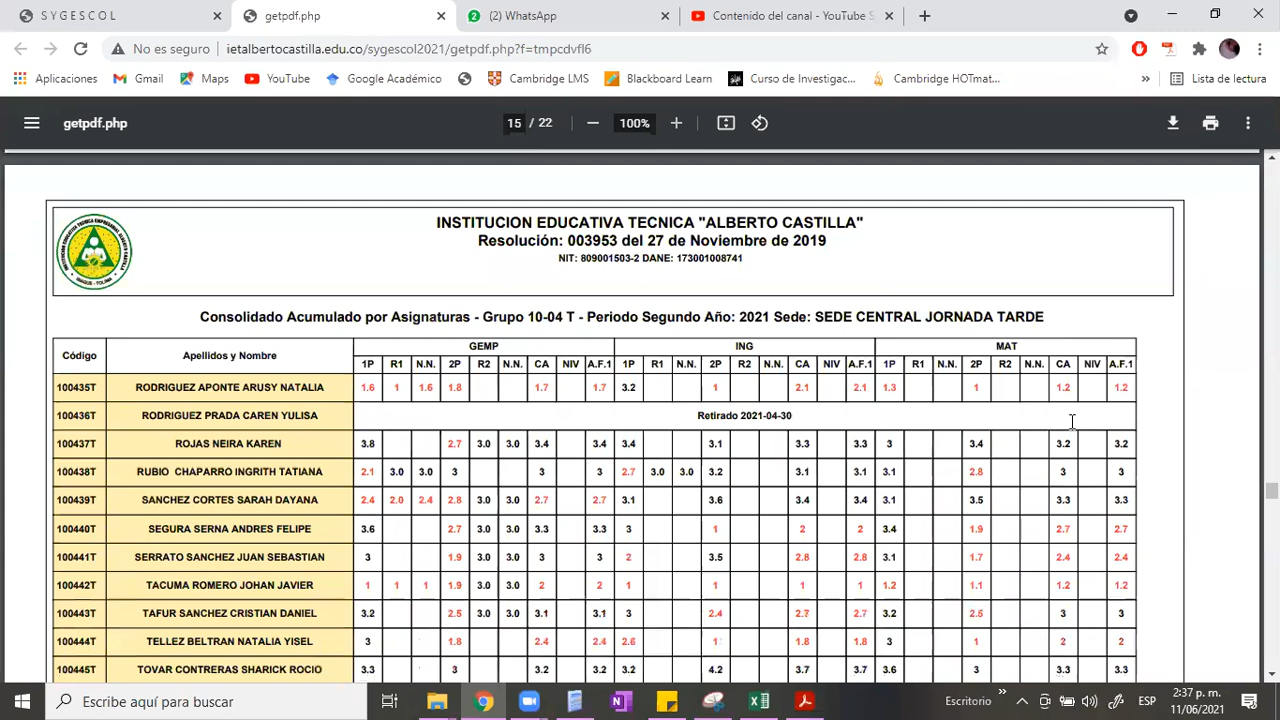 S Y G E S C O L
getpdf.php
(2) WhatsApp
Contenido del canal - YouTube S
No es seguro
ietalbertocastilla.edu.co/sygescol2021/getpdf.php?f=tmpcdvfl6
Aplicaciones
Gmail
Maps
YouTube
Google Académico
Cambridge LMS
Blackboard Learn
Curso de Investigac...
Cambridge HOTmat...
»
Lista de lectura
getpdf.php
15 / 22
100%
INSTITUCION EDUCATIVA TECNICA "ALBERTO CASTILLA"
Resolución: 003953 del 27 de Noviembre de 2019
NIT: 809001503-2 DANE: 173001008741
Consolidado Acumulado por Asignaturas - Grupo 10-04 T - Periodo Segundo Año: 2021 Sede: SEDE CENTRAL JORNADA TARDE
Código Apellidos y Nombre GEMP ING MAT
1P R1 N.N. 2P R2 N.N. CA NIV A.F.1 1P R1 N.N. 2P R2 N.N. CA NIV A.F.1 1P R1 N.N. 2P R2 N.N. CA NIV A.F.1
100435T RODRIGUEZ APONTE ARUSY NATALIA 1.6 1 1.6 1.8 1.7 1.7 3.2 1 2.1 2.1 1.3 1 1.2 1.2
100436T RODRIGUEZ PRADA CAREN YULISA Retirado 2021-04-30
100437T ROJAS NEIRA KAREN 3.8 2.7 3.0 3.0 3.4 3.4 3.4 3.1 3.3 3.3 3 3.4 3.2 3.2
100438T RUBIO CHAPARRO INGRITH TATIANA 2.1 3.0 3.0 3 3 3 2.7 3.0 3.0 3.2 3.1 3.1 3.1 2.8 3 3
100439T SANCHEZ CORTES SARAH DAYANA 2.4 2.0 2.4 2.8 3.0 3.0 2.7 2.7 3.1 3.6 3.4 3.4 3.1 3.5 3.3 3.3
100440T SEGURA SERNA ANDRES FELIPE 3.6 2.7 3.0 3.0 3.3 3.3 3 1 2 2 3.4 1.9 2.7 2.7
100441T SERRATO SANCHEZ JUAN SEBASTIAN 3 1.9 3.0 3.0 3 3 2 3.5 2.8 2.8 3.1 1.7 2.4 2.4
100442T TACUMA ROMERO JOHAN JAVIER 1 1 1 1.9 3.0 3.0 2 2 1 1 1 1 1.2 1.1 1.2 1.2
100443T TAFUR SANCHEZ CRISTIAN DANIEL 3.2 2.5 3.0 3.0 3.1 3.1 3 2.4 2.7 2.7 3.2 2.5 3 3
100444T TELLEZ BELTRAN NATALIA YISEL 3 1.8 2.4 2.4 2.6 1 1.8 1.8 3 1 2 2
100445T TOVAR CONTRERAS SHARICK ROCIO 3.3 3 3.2 3.2 3.2 4.2 3.7 3.7 3.6 3 3.3 3.3
Escribe aquí para buscar
Escritorio
»
ESP
2:37 p. m.
11/06/2021